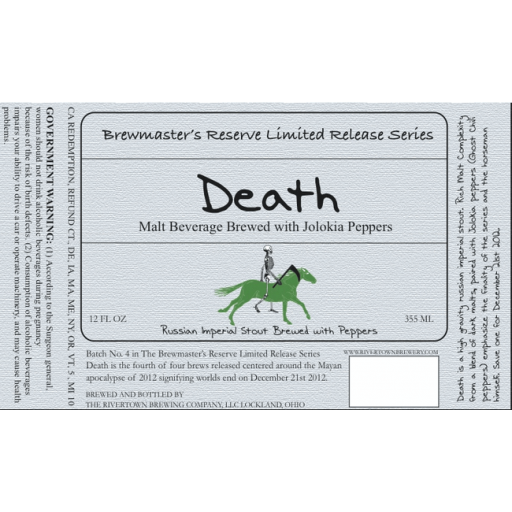 Brewmaster's Reserve Limited Release Series
Death
Malt Beverage Brewed with Jolokia Peppers
12 FL OZ
355 ML
Russian Imperial Stout Brewed with Peppers
Batch No. 4 in The Brewmaster's Reserve Limited Release Series
Death is the fourth of four brews released centered around the Mayan
apocalypse of 2012 signifying worlds end on December 21st 2012.
BREWED AND BOTTLED BY
THE RIVERTOWN BREWING COMPANY, LLC LOCKLAND, OHIO
WWW.RIVERTOWNBREWERY.COM
CA REDEMPTION, REFUND CT., DE, IA, MA, ME, NY, OR, VT, 5, MI 10
GOVERNMENT WARNING: (1) According to the Surgeon general,
women should not drink alcoholic beverages during pregnancy
because of the risk of birth defects. (2) Consumption of alcoholic beverages
impairs your ability to drive a car or operate machinery, and may cause health
problems.
Death is a high gravity russian imperial stout. Rich Malt Complexity
from a blend of dark malts, paired with Jolokia peppers (Ghost Chili
peppers) emphasize the finality of the series and the horseman
himself. Save one for December 21st 2012.